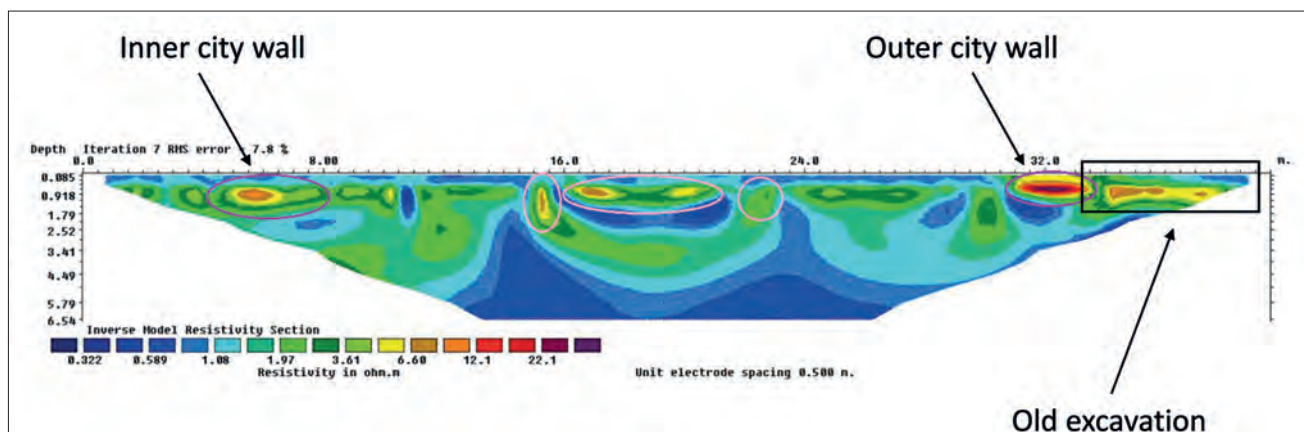 Inner city wall
Outer city wall
Depth Iteration 7 RMS error = 7.8 %
0.0 8.00 16.0 24.0 32.0 m.
0.085
0.918
1.79
2.52
3.41
4.49
5.79
6.54
Inverse Model Resistivity Section
0.322 0.589 1.08 1.97 3.61 6.60 12.1 22.1
Resistivity in ohm.m Unit electrode spacing 0.500 m.
Old excavation